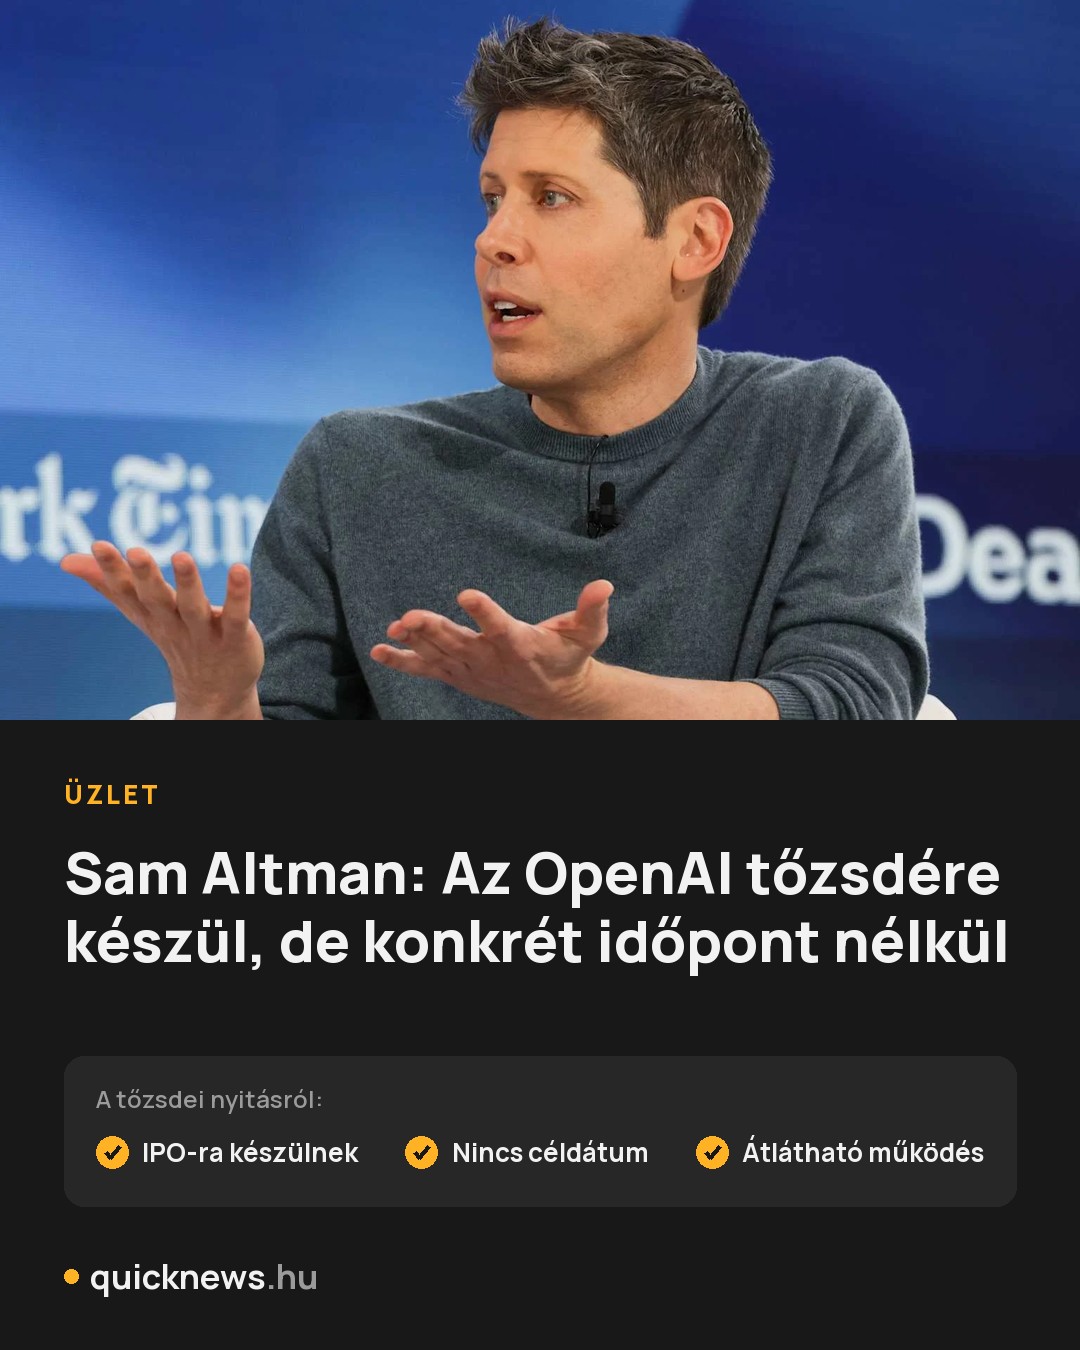 rk Tim
Dea
ÜZLET
Sam Altman: Az OpenAI tőzsdére
készül, de konkrét időpont nélkül
A tőzsdei nyitásról:
IPO-ra készülnek Nincs céldátum Átlátható működés
quicknews.hu